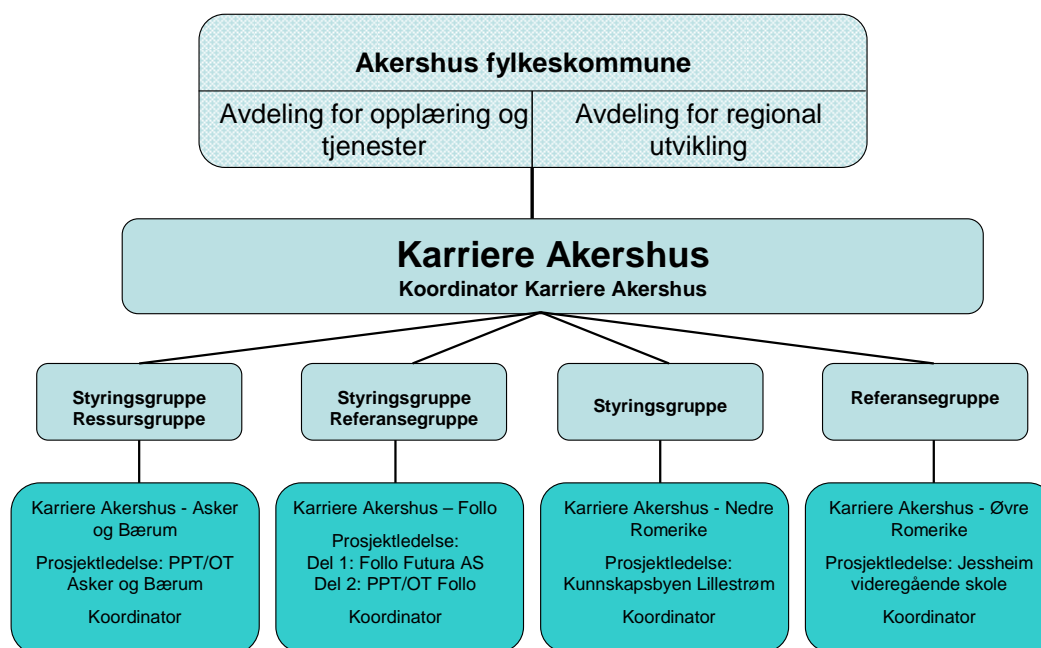 Akershus fylkeskommune
Avdeling for opplæring og
tjenester
Avdeling for regional
utvikling
Karriere Akershus
Koordinator Karriere Akershus
Styringsgruppe
Ressursgruppe
Styringsgruppe
Referansegruppe
Styringsgruppe
Referansegruppe
Karriere Akershus - Asker
og Bærum
Prosjektledelse: PPT/OT
Asker og Bærum
Koordinator
Karriere Akershus – Follo
Prosjektledelse:
Del 1: Follo Futura AS
Del 2: PPT/OT Follo
Koordinator
Karriere Akershus - Nedre
Romerike
Prosjektledelse:
Kunnskapsbyen Lillestrøm
Koordinator
Karriere Akershus - Øvre
Romerike
Prosjektledelse: Jessheim
videregående skole
Koordinator